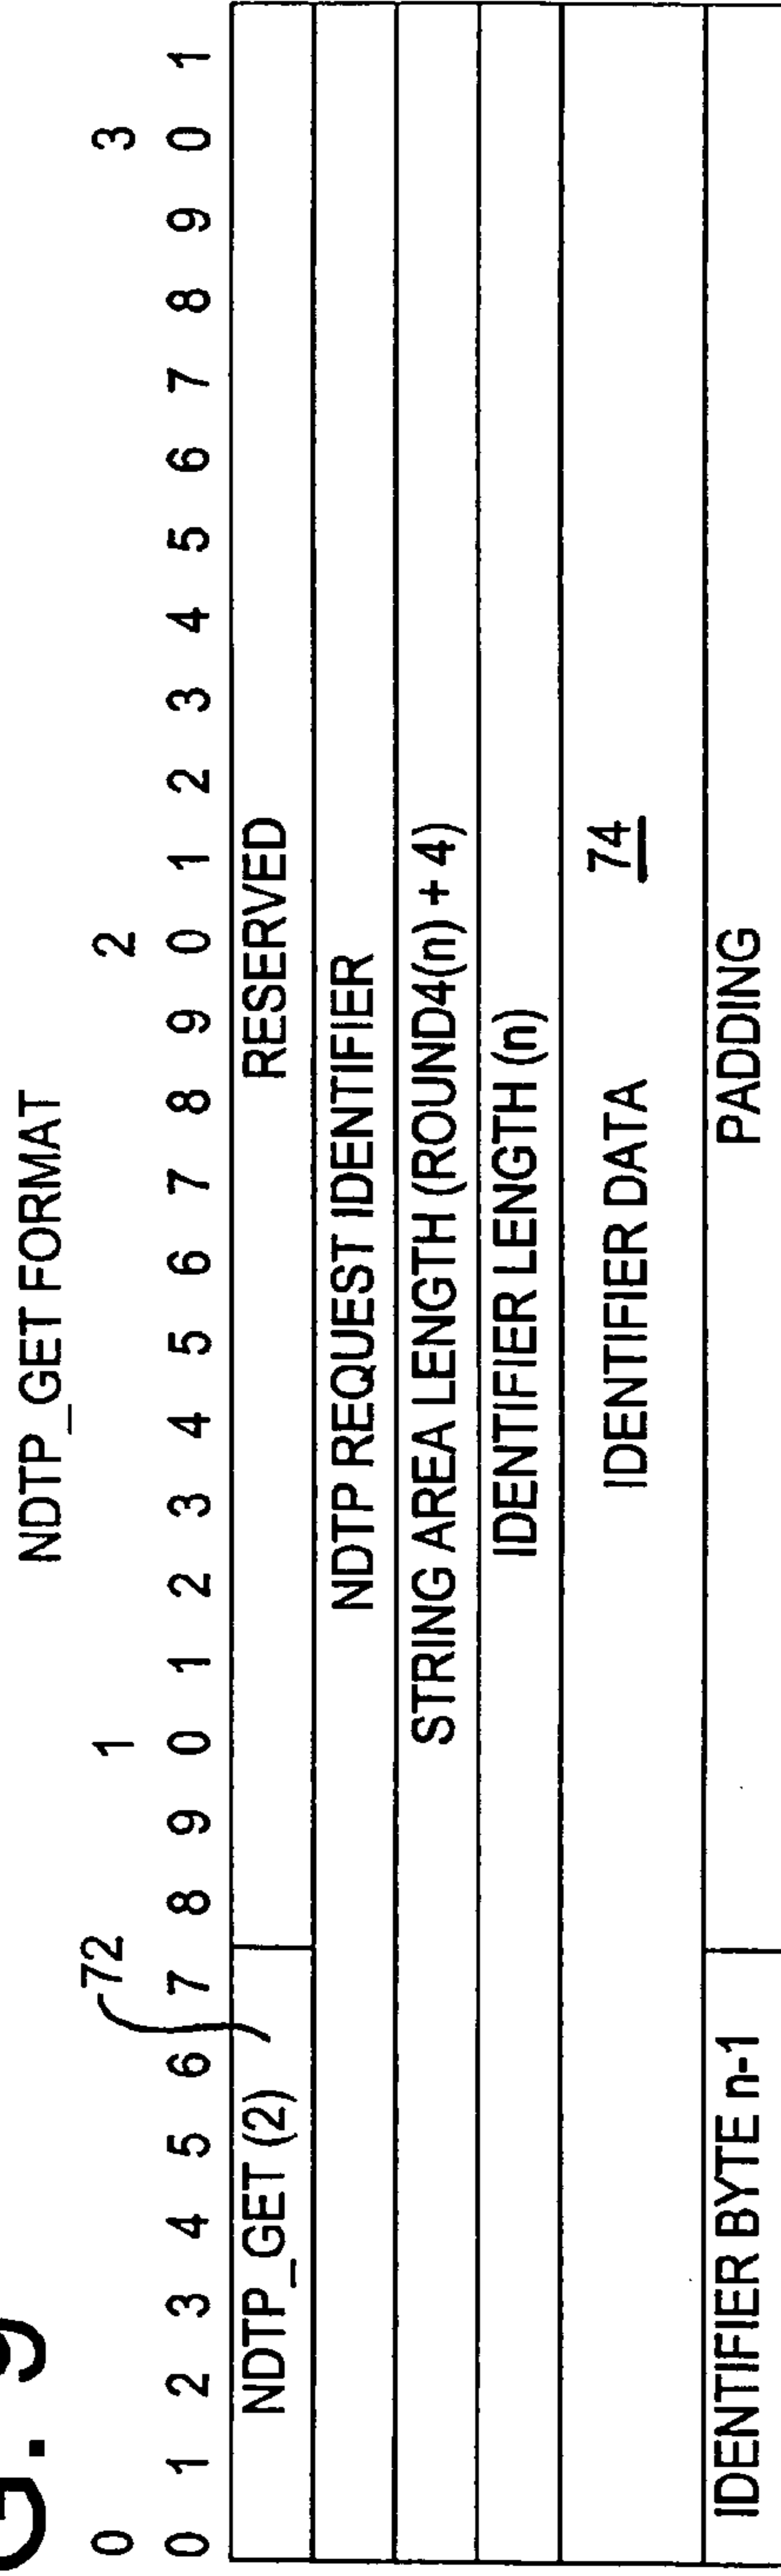 G. 9
NDTP_GET FORMAT
0 1 2 3
0 1 2 3 4 5 6 7 8 9 0 1 2 3 4 5 6 7 8 9 0 1 2 3 4 5 6 7 8 9 0 1
72
NDTP_GET (2) RESERVED
NDTP REQUEST IDENTIFIER
STRING AREA LENGTH (ROUND4(n) + 4)
IDENTIFIER LENGTH (n)
IDENTIFIER DATA 74
IDENTIFIER BYTE n-1 PADDING